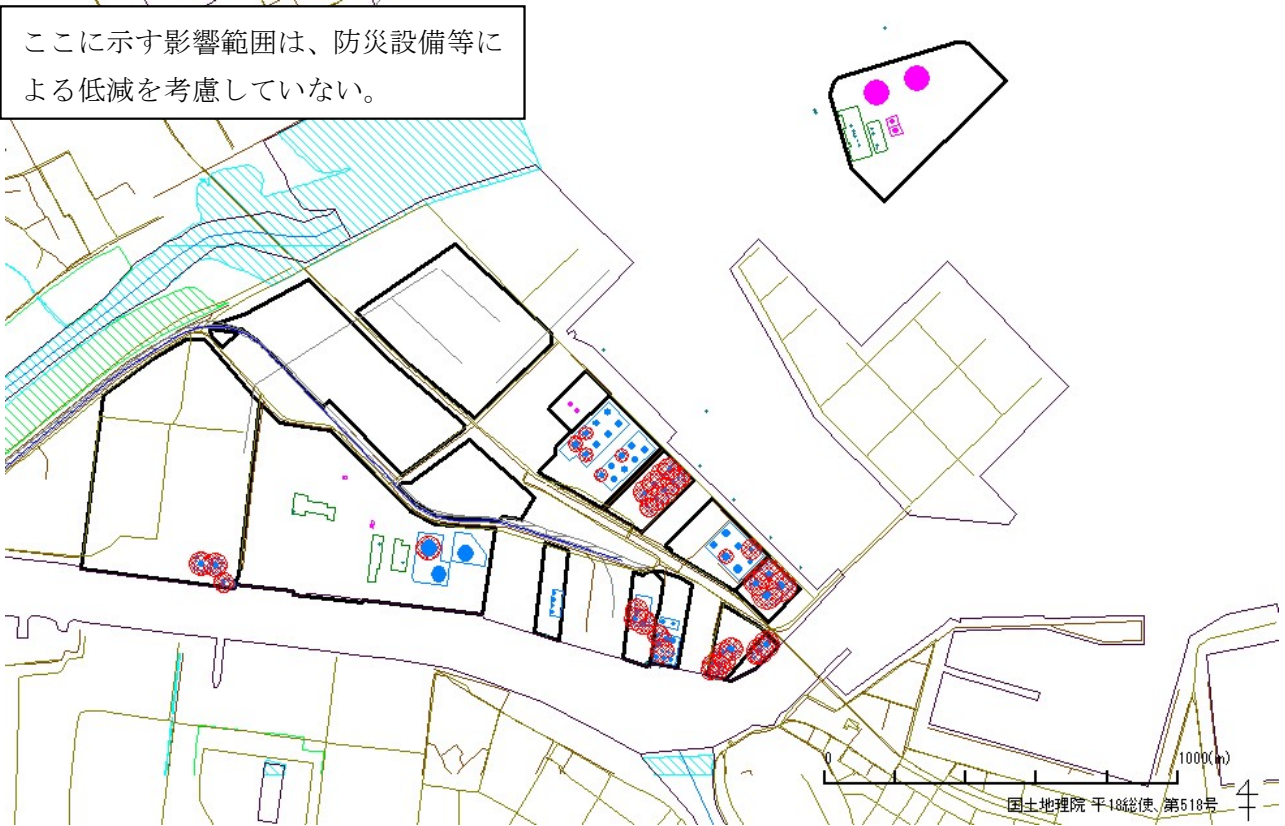 ここに示す影響範囲は、防災設備等に
よる低減を考慮していない。
0 1000(m)
国土地理院 平18総使、第518号